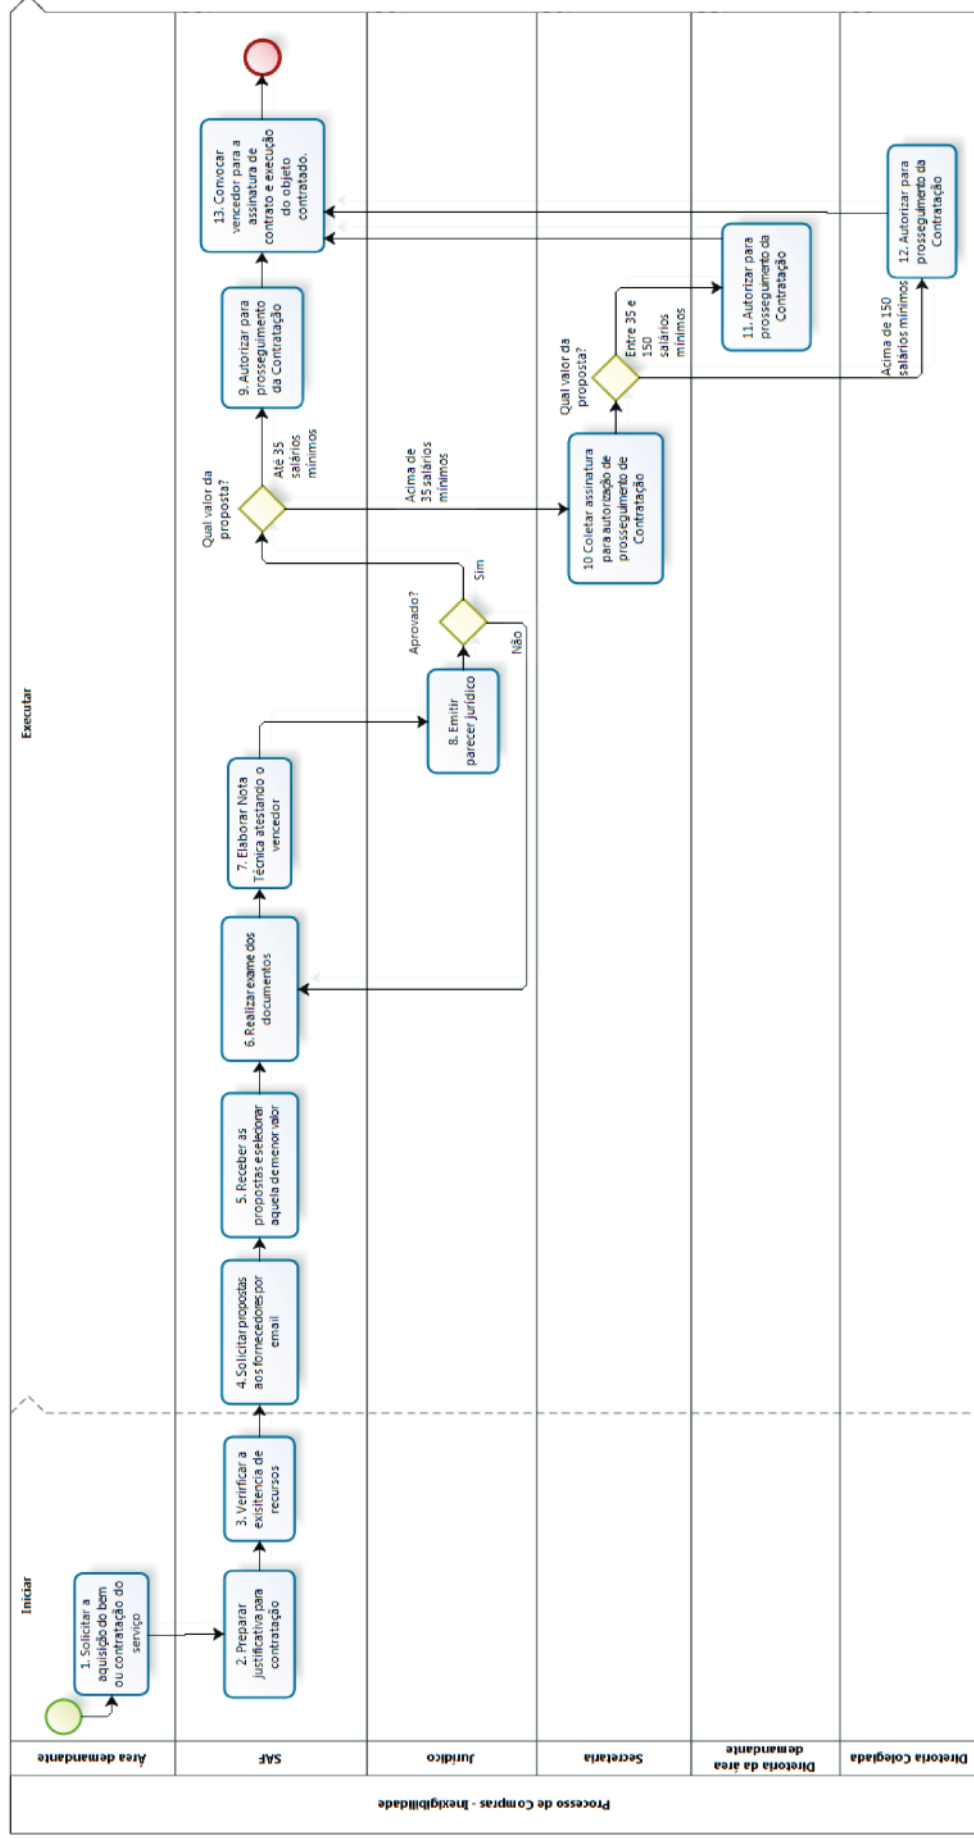 Processo de Compras - Inexigibilidade
Área demandante
SAF
Jurídico
Secretaria
Diretoria da área
demandante
Diretoria Colegiada
Iniciar
Executar
1. Solicitar a
aquisição do bem
ou contratação do
serviço
2. Preparar
justificativa para
contratação
3. Verirficar a
exisitencia de
recursos
4. Solicitar propostas
aos fornecedores por
email
5. Receber as
propostas e selecionar
aquela de menor valor
6. Realizar exame dos
documentos
7. Elaborar Nota
Técnica atestando o
vencedor
8. Emitir
parecer jurídico
Aprovado?
Não
Sim
Qual valor da
proposta?
Até 35
salários
mínimos
Acima de
35 salários
mínimos
9. Autorizar para
prosseguimento
da Contratação
10 Coletar assinatura
para autorização de
prosseguimento de
Contratação
Qual valor da
proposta?
Entre 35 e
150
salários
mínimos
Acima de 150
salários mínimos
11. Autorizar para
prosseguimento da
Contratação
12. Autorizar para
prosseguimento da
Contratação
13. Convocar
vencedor para a
assinatura de
contrato e execução
do objeto
contratado.